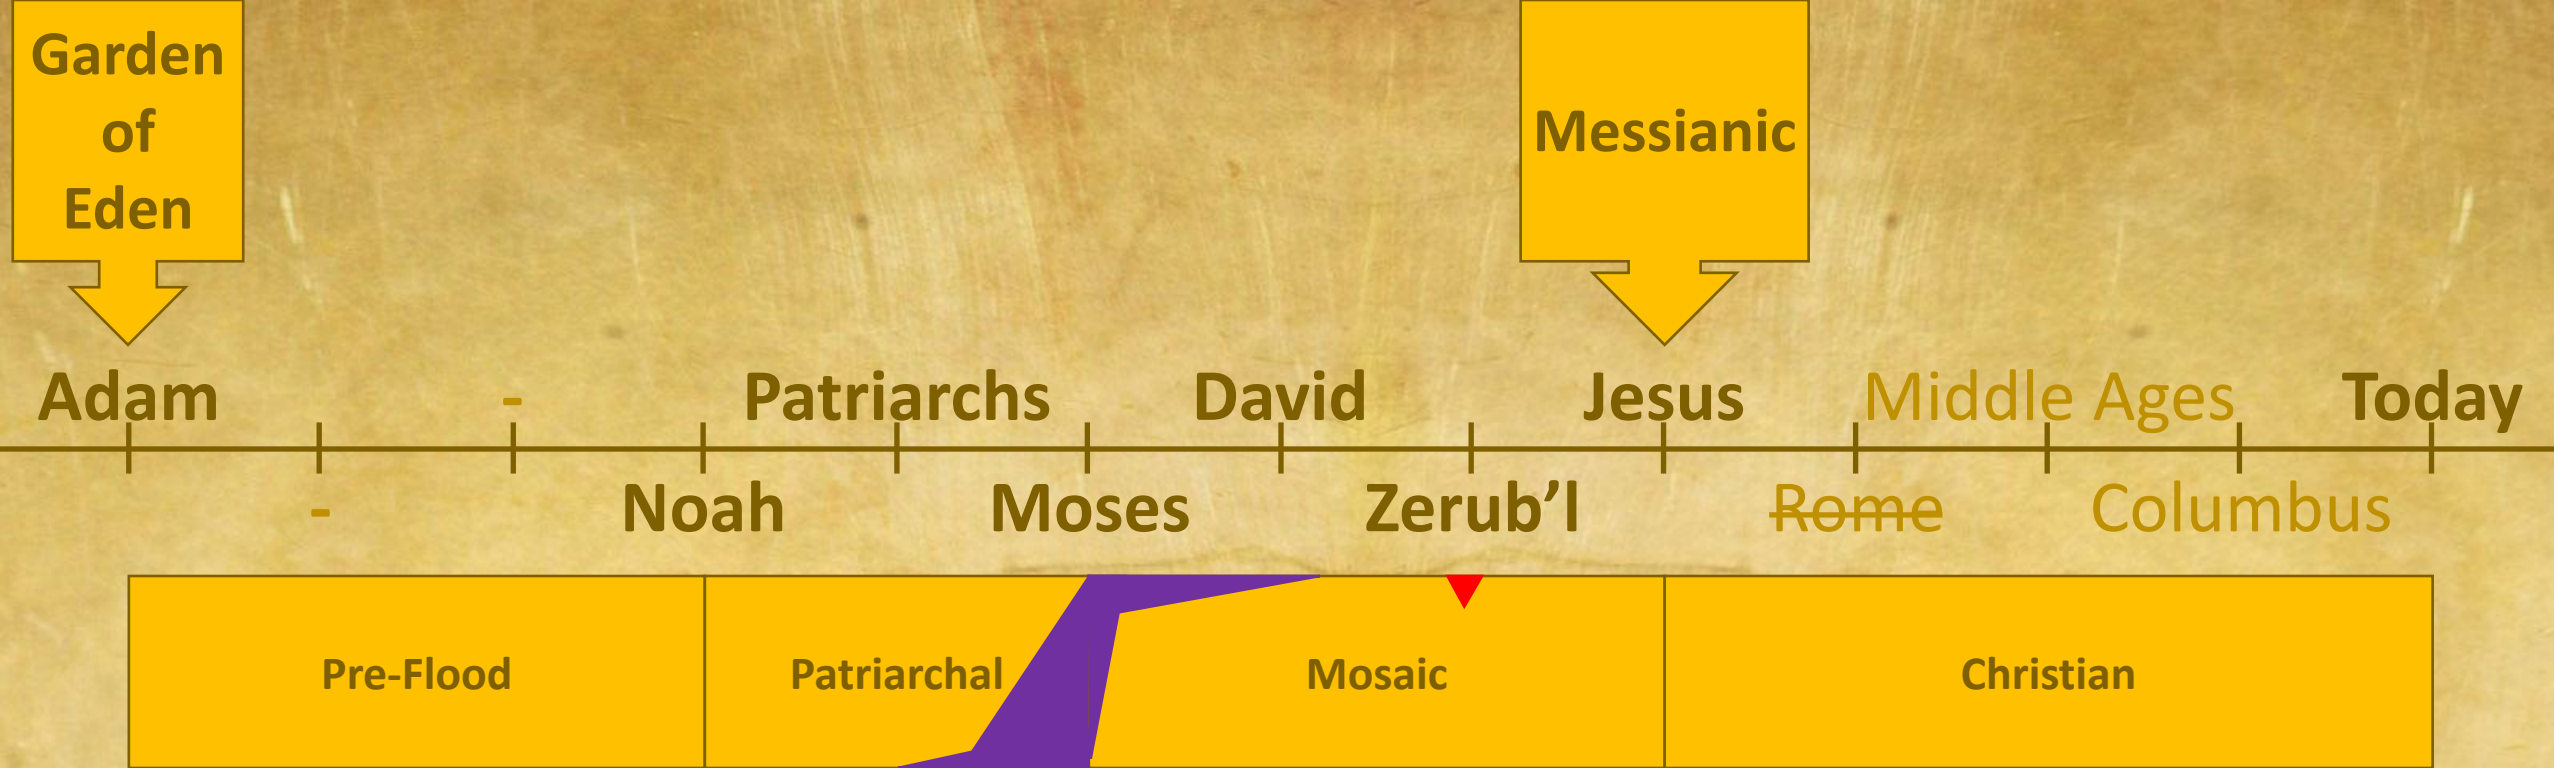 Garden
of
Eden
Messianic
Adam
-
Patriarchs
David
Jesus
Middle Ages
Today
-
Noah
Moses
Zerub’l
Rome
Columbus
Pre-Flood
Patriarchal
Mosaic
Christian